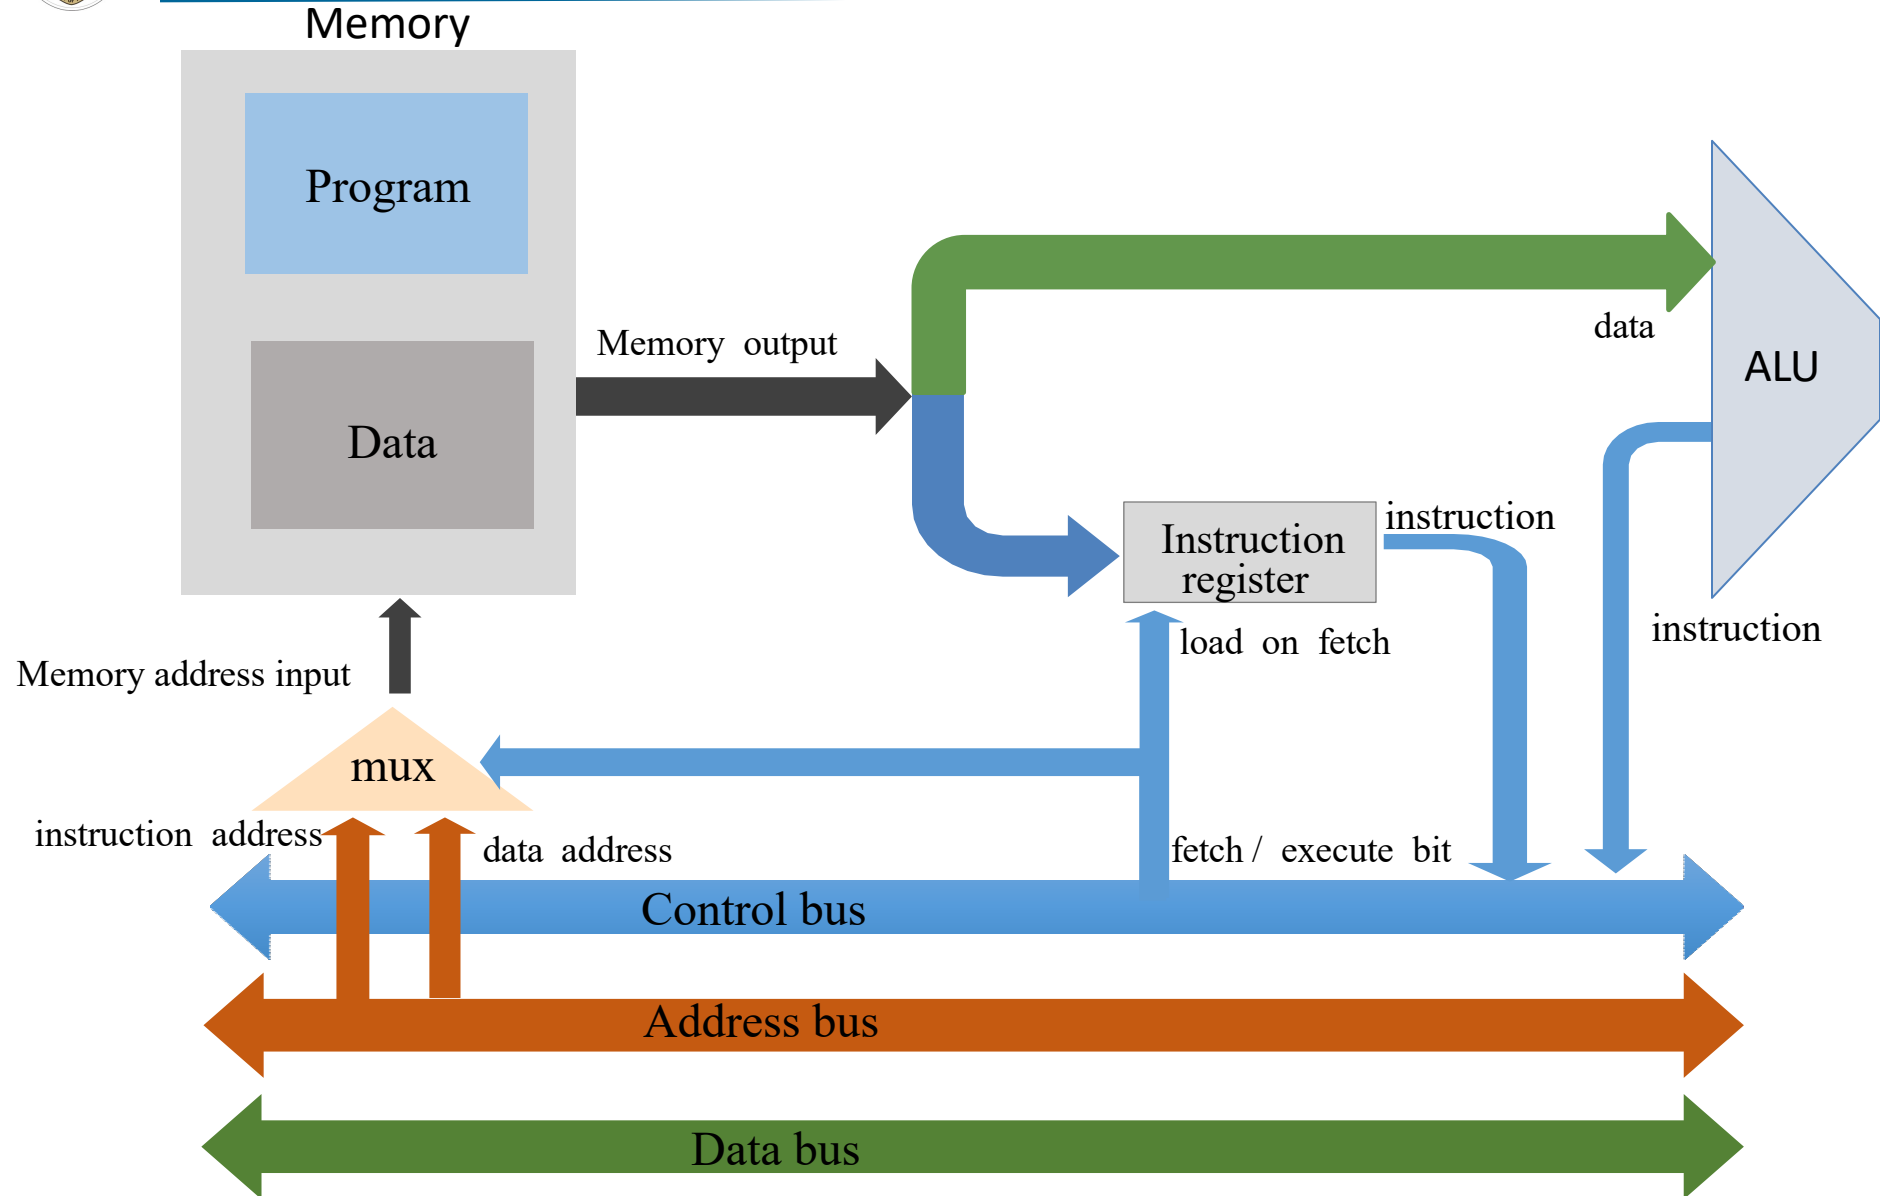 Memory
Program
Memory output
data
ALU
Data
instruction
Instruction
register
instruction
load on fetch
Memory address input
mux
instruction address
data address
fetch / execute bit
Control bus
Address bus
Data bus